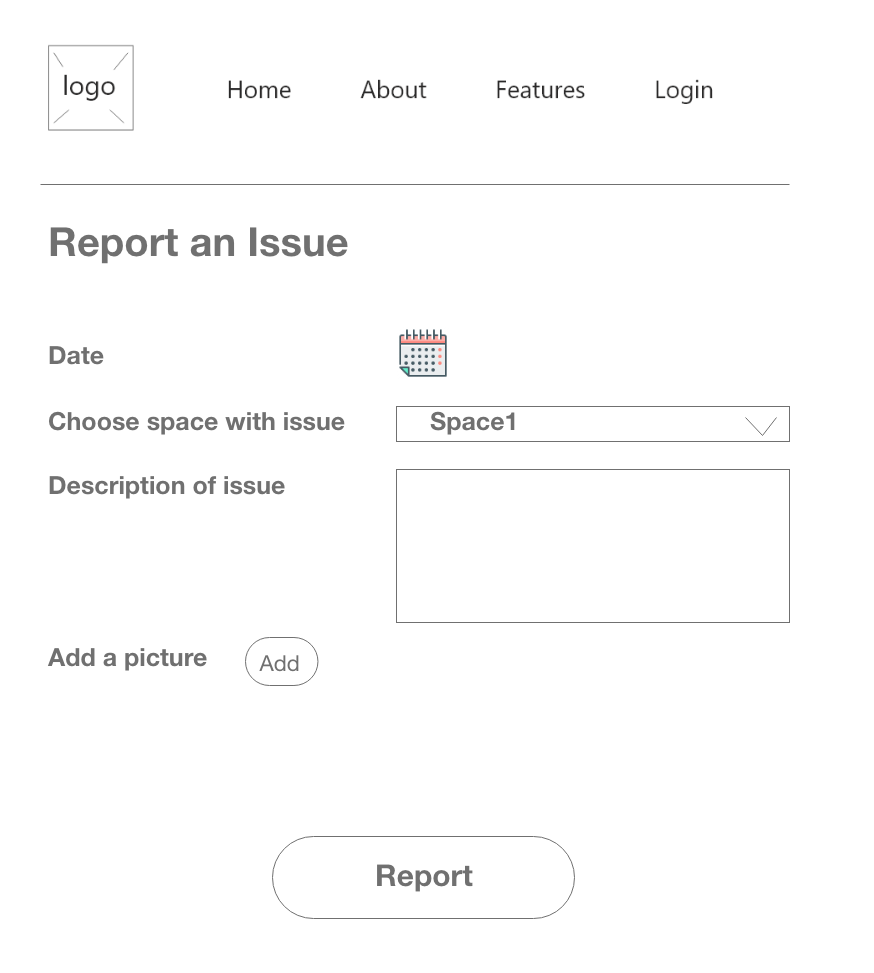 logo
Home About Features Login
Report an Issue
Date
Choose space with issue Space1
Description of issue
Add a picture Add
Report